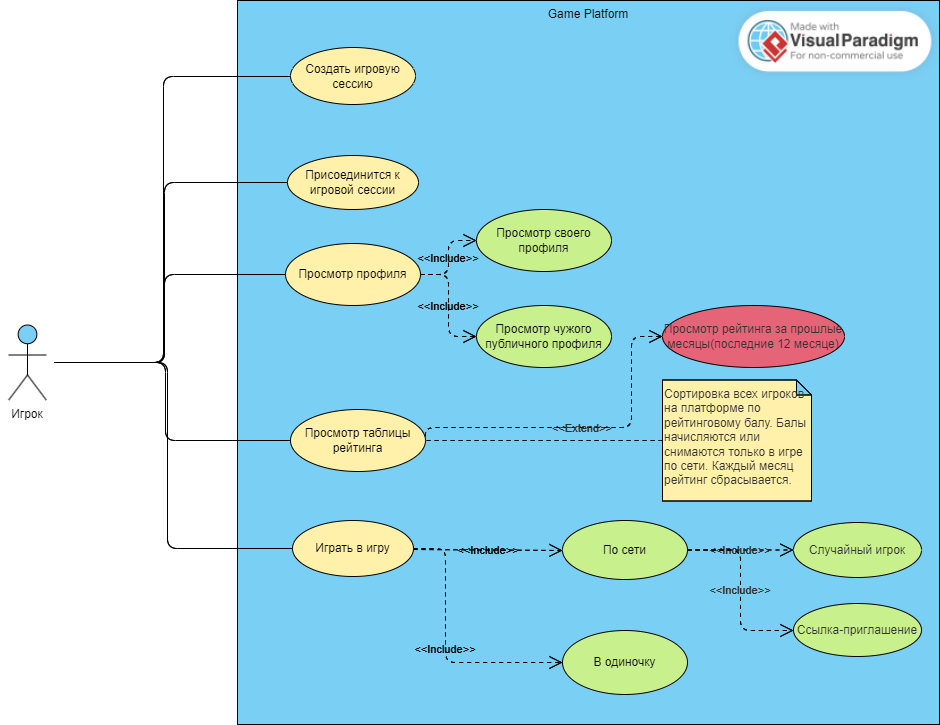 Game Platform
Made with
Visual Paradigm
For non-commercial use
Создать игровую
сессию
Присоединится к
игровой сессии
Просмотр своего
профиля
<<Include>>
Просмотр профиля
<<Include>>
Просмотр чужого
публичного профиля
Просмотр рейтинга за прошлые
месяцы(последние 12 месяце)
Игрок
Сортировка всех игроков
на платформе по
рейтинговому балу. Балы
начисляются или
снимаются только в игре
по сети. Каждый месяц
рейтинг сбрасывается.
<<Extend>>
Просмотр таблицы
рейтинга
Играть в игру
<<Include>>
По сети
<<Include>>
Случайный игрок
<<Include>>
Ссылка-приглашение
<<Include>>
В одиночку